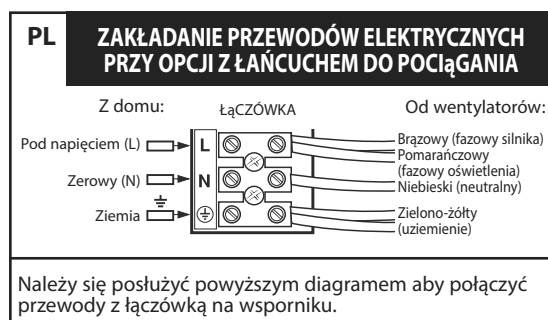 PL
ZAKŁADANIE PRZEWODÓW ELEKTRYCZNYCH
PRZY OPCJI Z ŁAŃCUCHEM DO POCIągANIA
Z domu:
ŁąCZÓWKA
Od wentylatorów:
Pod napięciem (L)
L
Brązowy (fazowy silnika)
Pomarańczowy
(fazowy oświetlenia)
Zerowy (N)
N
Niebieski (neutralny)
Ziemia
Zielono-żółty
(uziemienie)
Należy się posłużyć powyższym diagramem aby połączyć
przewody z łączówką na wsporniku.